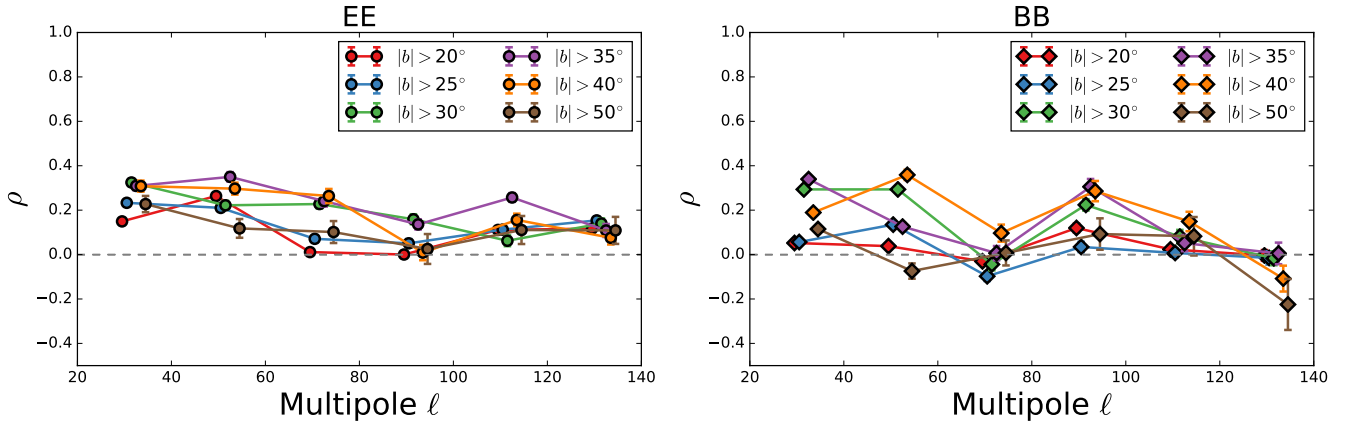 EE
1.0
0.8
0.6
0.4
0.2
0.0
−0.2
−0.4
ρ
|b| > 20°
|b| > 25°
|b| > 30°
|b| > 35°
|b| > 40°
|b| > 50°
20 40 60 80 100 120 140
Multipole ℓ
BB
1.0
0.8
0.6
0.4
0.2
0.0
−0.2
−0.4
ρ
|b| > 20°
|b| > 25°
|b| > 30°
|b| > 35°
|b| > 40°
|b| > 50°
20 40 60 80 100 120 140
Multipole ℓ